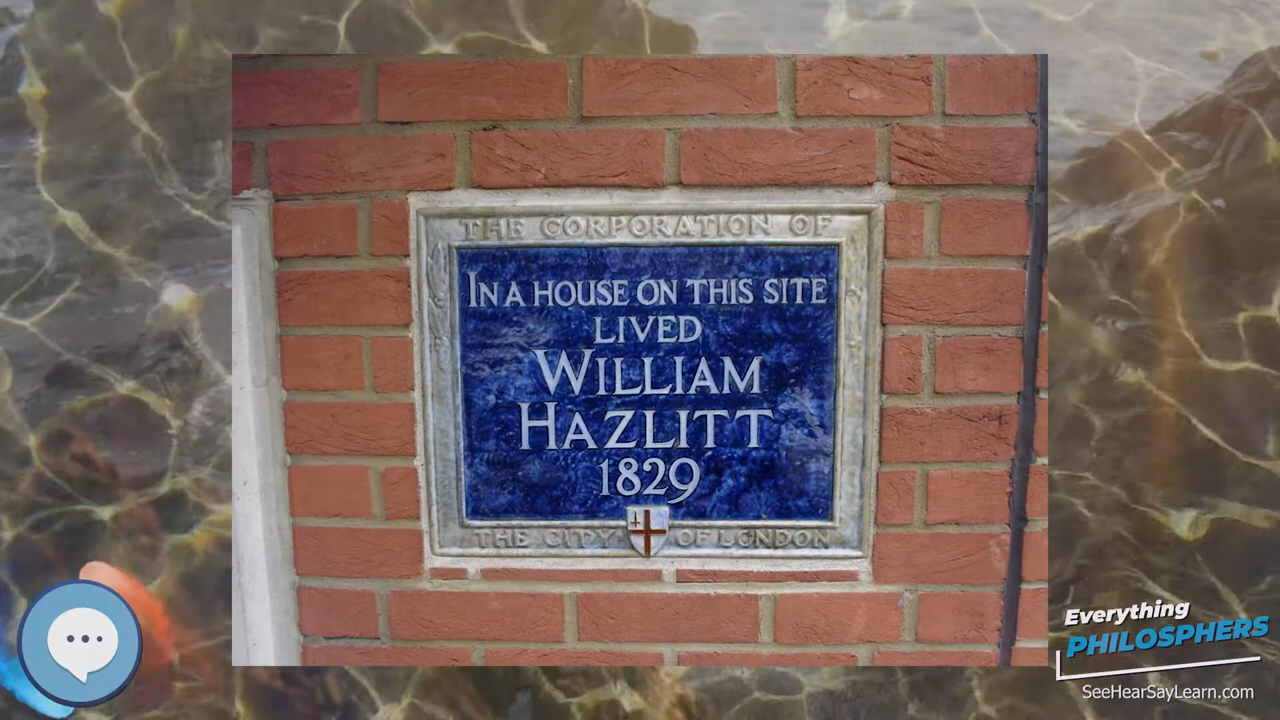 THE CORPORATION OF
IN A HOUSE ON THIS SITE
LIVED
WILLIAM
HAZLITT
1829
THE CITY OF LONDON
Everything
PHILOSPHERS
SeeHearSayLearn.com